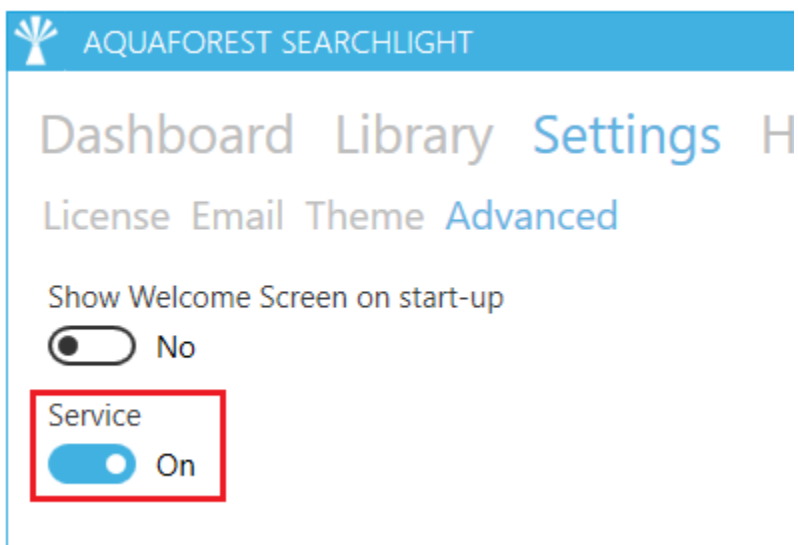 AQUAFOREST SEARCHLIGHT
Dashboard Library Settings H
License Email Theme Advanced
Show Welcome Screen on start-up
No
Service
On